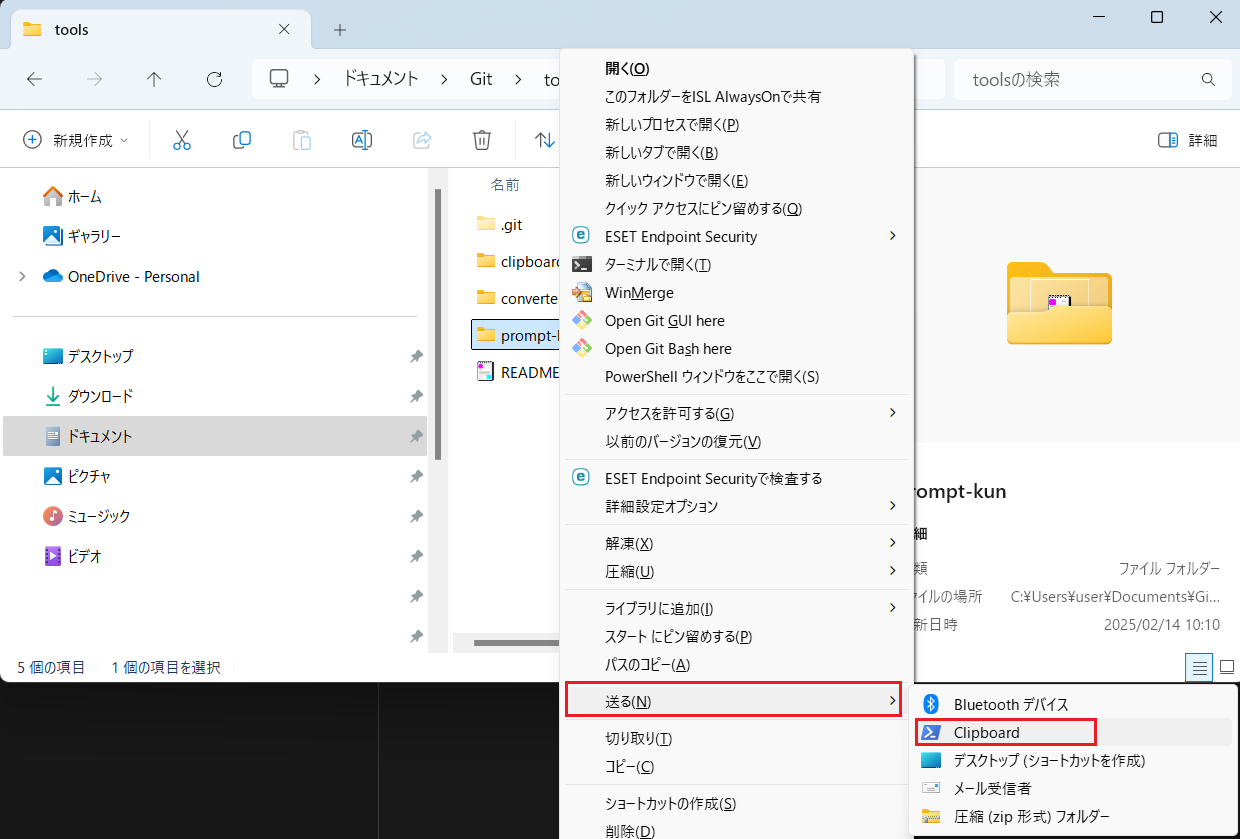 tools
ドキュメント
Git
to
toolsの検索
新規作成
詳細
ホーム
ギャラリー
OneDrive - Personal
デスクトップ
ダウンロード
ドキュメント
ピクチャ
ミュージック
ビデオ
5 個の項目
1 個の項目を選択
名前
.git
clipboard
converte
prompt-
README
開く(O)
このフォルダーをISL AlwaysOnで共有
新しいプロセスで開く(P)
新しいタブで開く(B)
新しいウィンドウで開く(E)
クイック アクセスにピン留めする(Q)
ESET Endpoint Security
ターミナルで開く(T)
WinMerge
Open Git GUI here
Open Git Bash here
PowerShell ウィンドウをここで開く(S)
アクセスを許可する(G)
以前のバージョンの復元(V)
ESET Endpoint Securityで検査する
詳細設定オプション
解凍(X)
圧縮(U)
ライブラリに追加(I)
スタート にピン留めする(P)
パスのコピー(A)
送る(N)
切り取り(T)
コピー(C)
ショートカットの作成(S)
削除(D)
rompt-kun
細
類
ファイル フォルダー
イルの場所
C:¥Users¥user¥Documents¥Gi...
新日時
2025/02/14 10:10
Bluetooth デバイス
Clipboard
デスクトップ (ショートカットを作成)
メール受信者
圧縮 (zip 形式) フォルダー